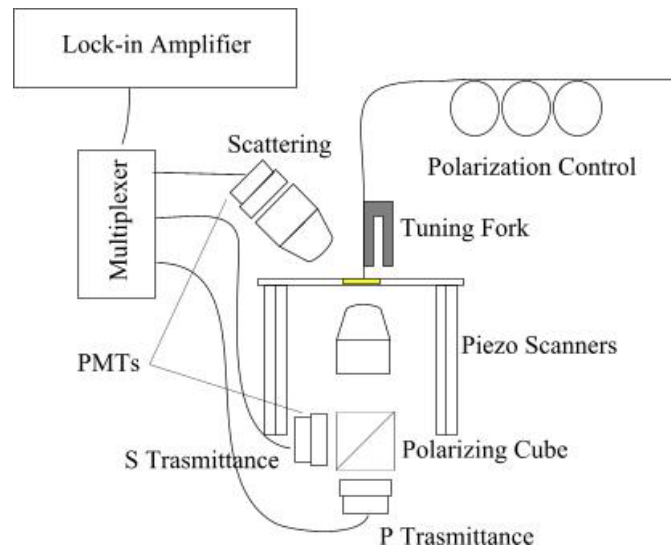 Lock-in Amplifier
Scattering
Polarization Control
Multiplexer
Tuning Fork
PMTs
Piezo Scanners
S Trasmittance
Polarizing Cube
P Trasmittance